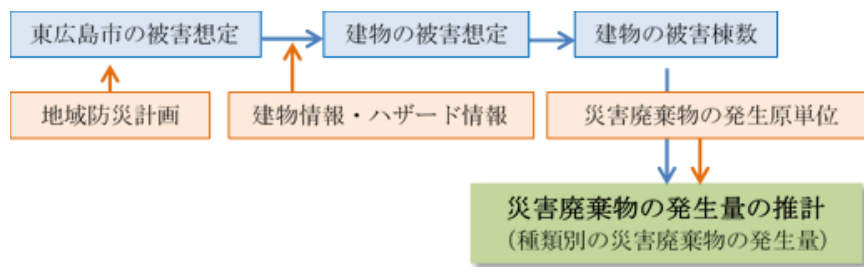 東広島市の被害想定
建物の被害想定
建物の被害棟数
地域防災計画
建物情報・ハザード情報
災害廃棄物の発生原単位
災害廃棄物の発生量の推計
（種類別の災害廃棄物の発生量）